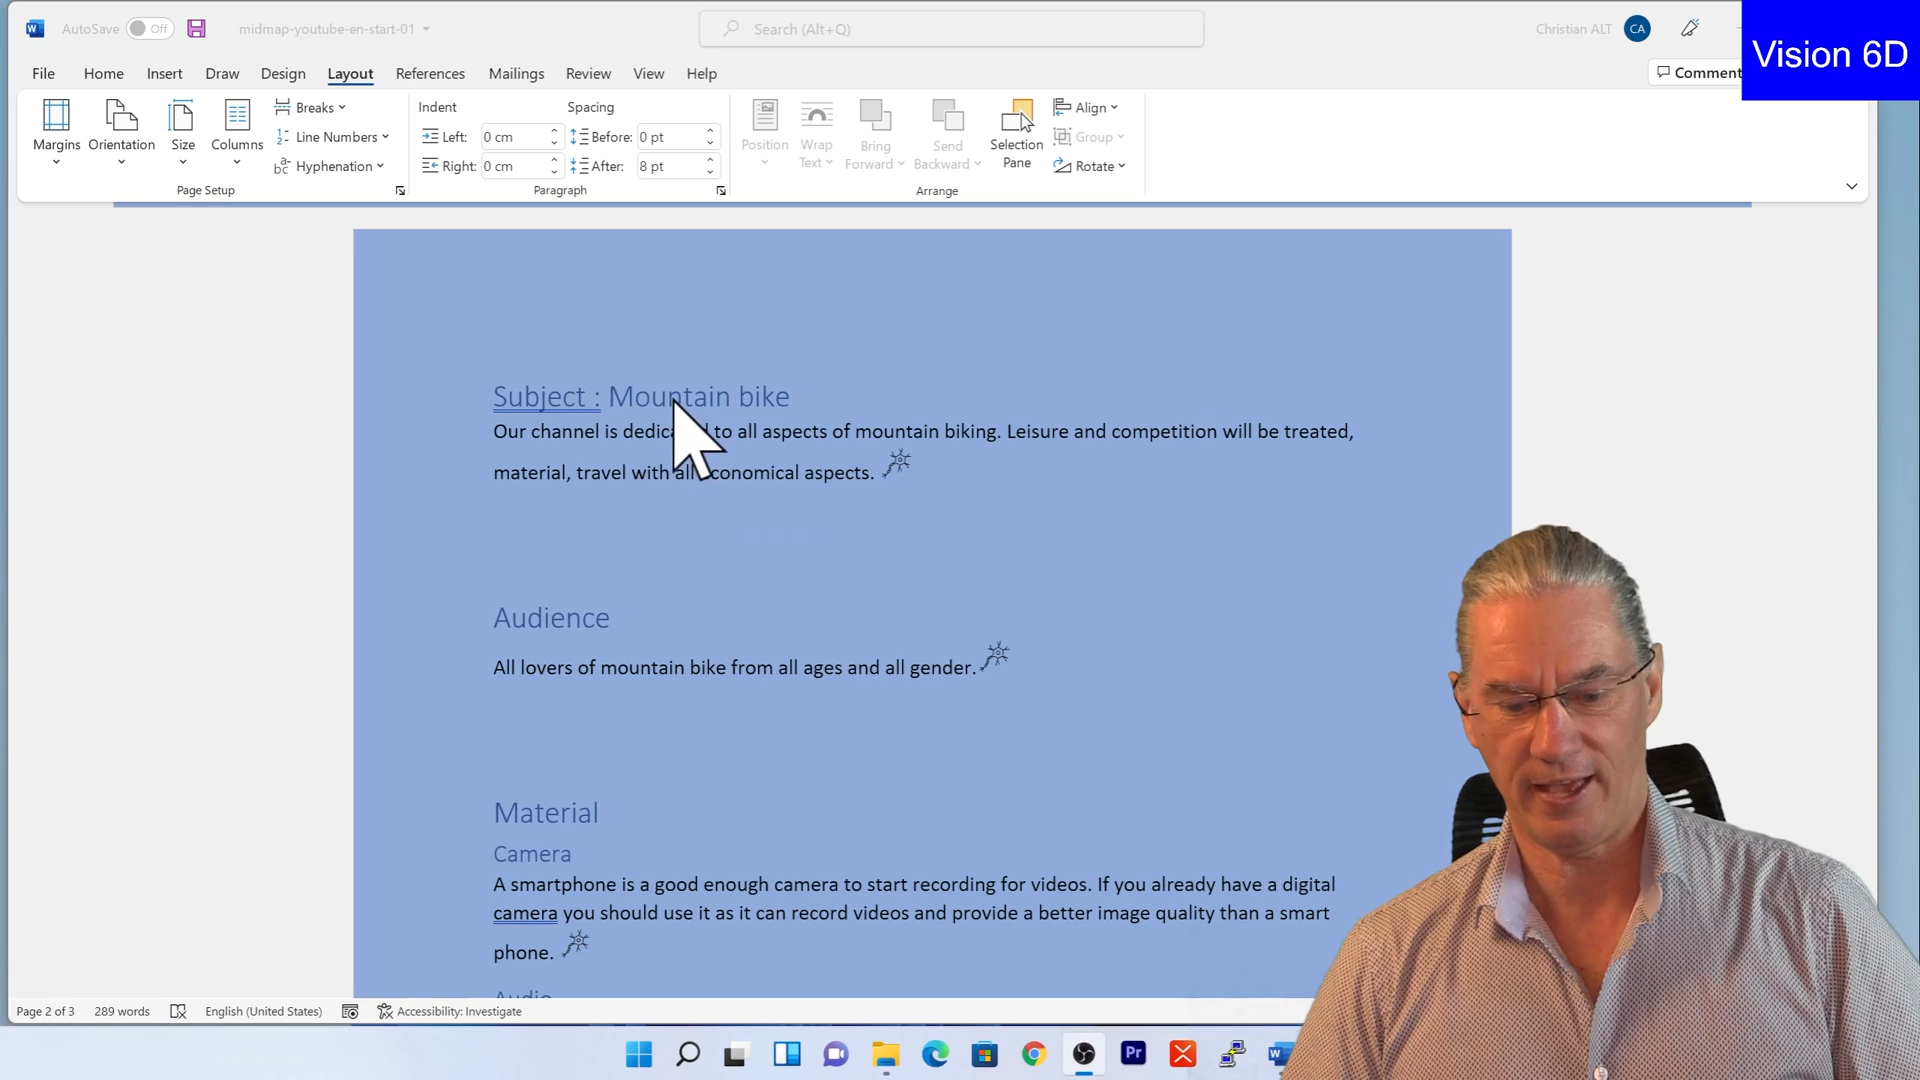 AutoSave Off midmap-youtube-en-start-01 Search (Alt+Q) Christian ALT CA
Vision 6D
File Home Insert Draw Design Layout References Mailings Review View Help Comment
Margins Orientation Size Columns
Breaks
Line Numbers
Hyphenation
Page Setup
Indent Spacing
Left: 0 cm Before: 0 pt
Right: 0 cm After: 8 pt
Paragraph
Position
Wrap
Text
Bring
Forward
Send
Backward
Selection
Pane
Align
Group
Rotate
Arrange
Subject : Mountain bike
Our channel is to all aspects of mountain biking. Leisure and competition will be treated,
material, travel with all economical aspects.
Audience
All lovers of mountain bike from all ages and all gender.
Material
Camera
A smartphone is a good enough camera to start recording for videos. If you already have a digital
camera you should use it as it can record videos and provide a better image quality than a smart
phone.
Audio
Page 2 of 3 289 words English (United States) Accessibility: Investigate
Pr W